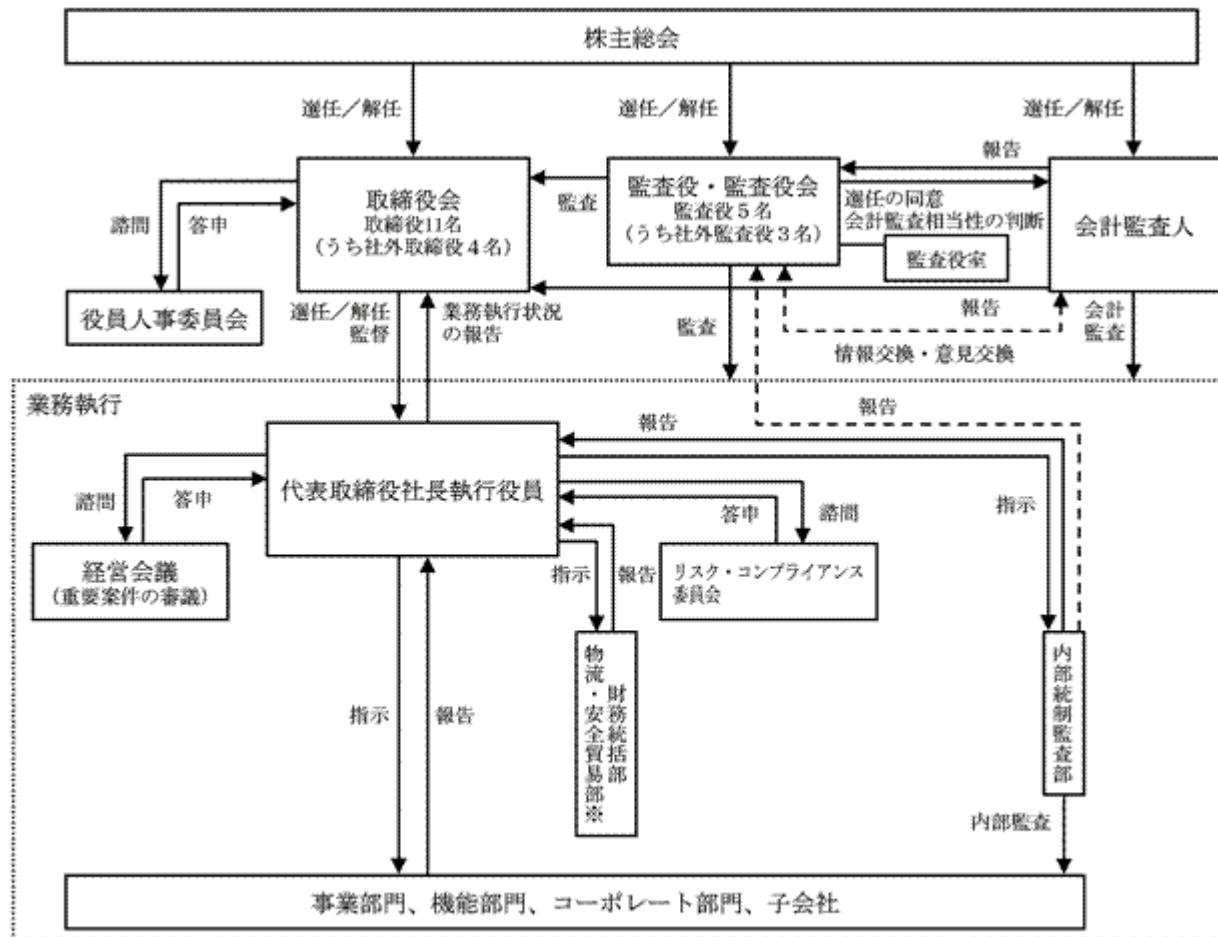 株主総会
選任／解任
選任／解任
選任／解任
取締役会
取締役11名
（うち社外取締役４名）
監査
監査役・監査役会
監査役５名
（うち社外監査役３名）
報告
選任の同意
会計監査相当性の判断
会計監査人
監査役室
諮問
答申
役員人事委員会
選任／解任
監督
業務執行状況
の報告
監査
報告
会計
監査
情報交換・意見交換
業務執行
報告
報告
代表取締役社長執行役員
諮問
答申
経営会議
（重要案件の審議）
答申
諮問
指示
報告
リスク・コンプライアンス
委員会
指示
財務統括部
物流・安全貿易部※
内部統制監査部
指示
報告
内部監査
事業部門、機能部門、コーポレート部門、子会社